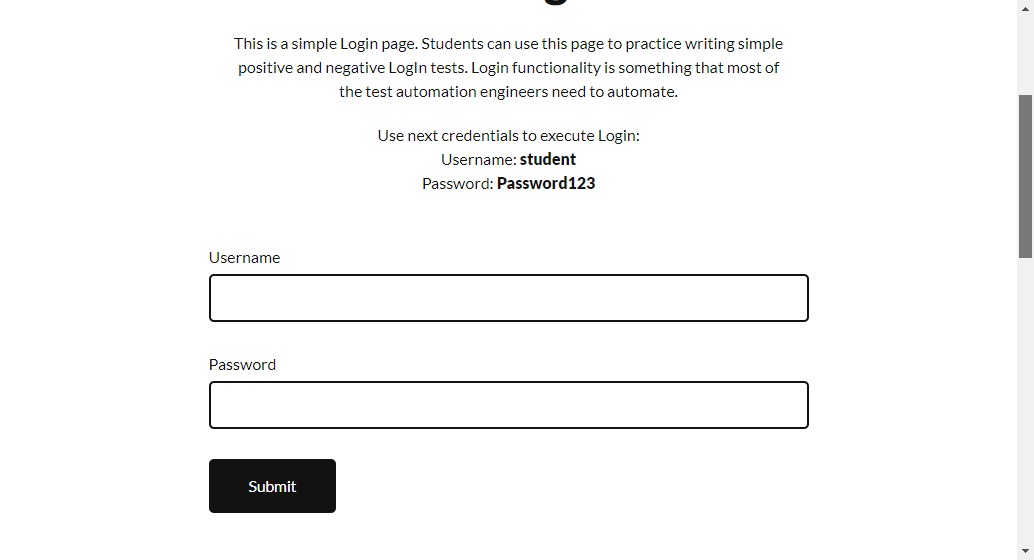 This is a simple Login page. Students can use this page to practice writing simple
positive and negative LogIn tests. Login functionality is something that most of
the test automation engineers need to automate.
Use next credentials to execute Login:
Username: student
Password: Password123
Username
Password
Submit